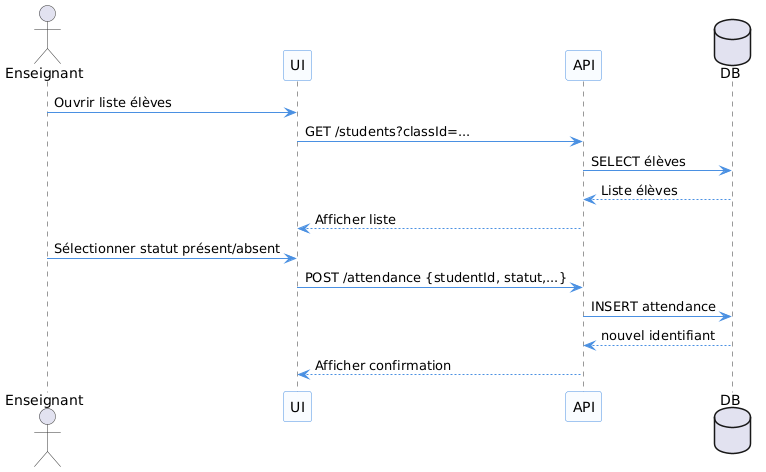 Enseignant
UI
API
DB
Ouvrir liste élèves
GET /students?classId=...
SELECT élèves
Liste élèves
Afficher liste
Sélectionner statut présent/absent
POST /attendance {studentId, statut,...}
INSERT attendance
nouvel identifiant
Afficher confirmation
Enseignant
UI
API
DB